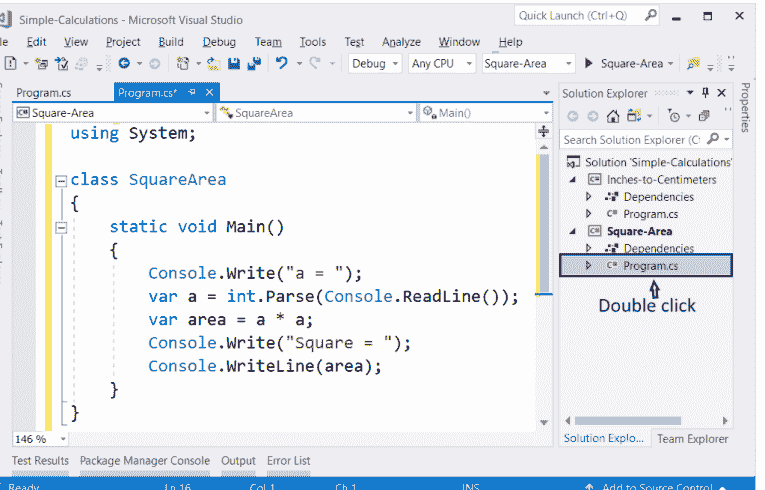 Simple-Calculations - Microsoft Visual Studio
Quick Launch (Ctrl+Q)
Edit View Project Build Debug Team Tools Test Analyze Window Help
Debug Any CPU Square-Area Square-Area
Program.cs Program.cs*
Square-Area SquareArea Main()
using System;
class SquareArea
{
static void Main()
{
Console.Write("a = ");
var a = int.Parse(Console.ReadLine());
var area = a * a;
Console.Write("Square = ");
Console.WriteLine(area);
}
}
146 %
Solution Explorer
Search Solution Explorer (C
Solution 'Simple-Calculations'
Inches-to-Centimeters
Dependencies
C# Program.cs
Square-Area
Dependencies
C# Program.cs
Double click
Solution Explo... Team Explorer
Properties
Test Results Package Manager Console Output Error List
Ready Ln 16 Col 1 Ch 1 INS Add to Source Control